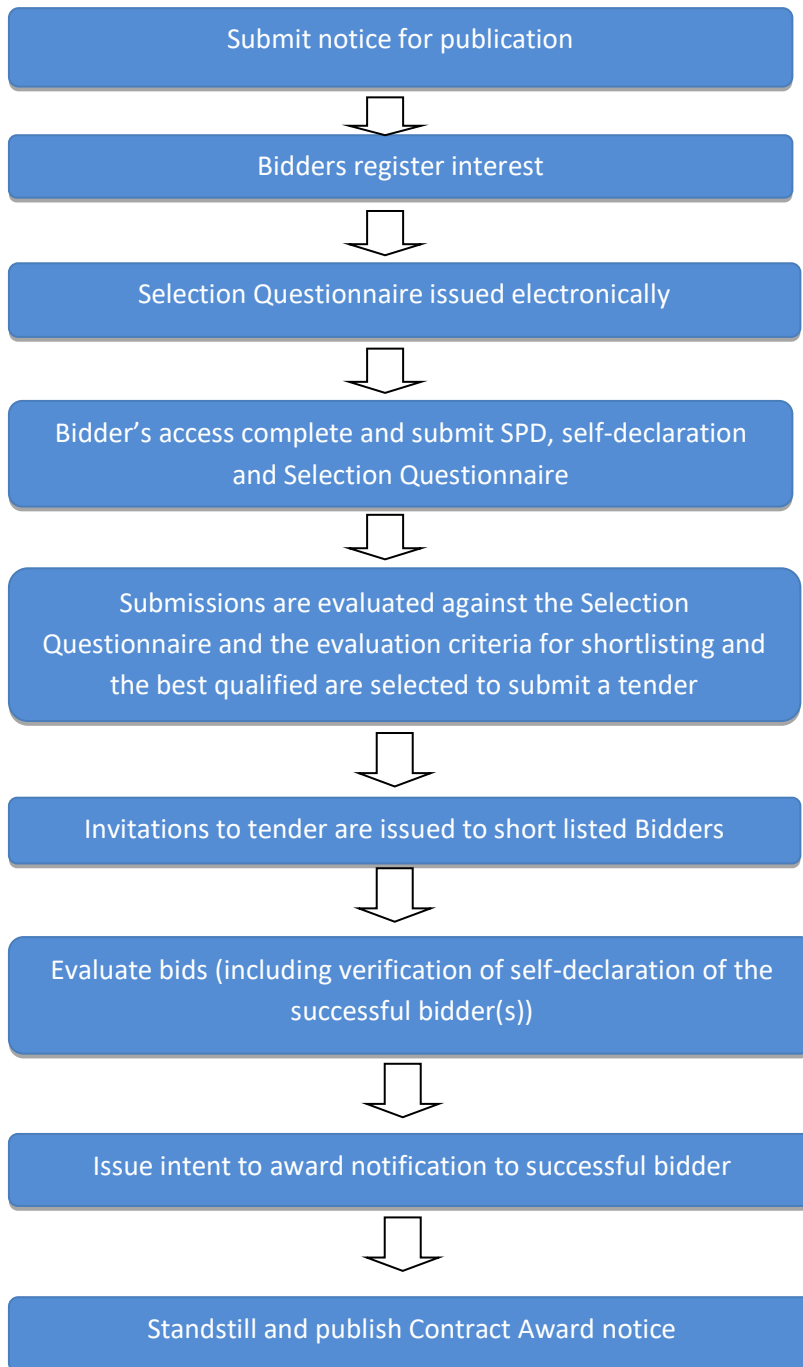 Submit notice for publication
Bidders register interest
Selection Questionnaire issued electronically
Bidder’s access complete and submit SPD, self-declaration
and Selection Questionnaire
Submissions are evaluated against the Selection
Questionnaire and the evaluation criteria for shortlisting and
the best qualified are selected to submit a tender
Invitations to tender are issued to short listed Bidders
Evaluate bids (including verification of self-declaration of the
successful bidder(s))
Issue intent to award notification to successful bidder
Standstill and publish Contract Award notice